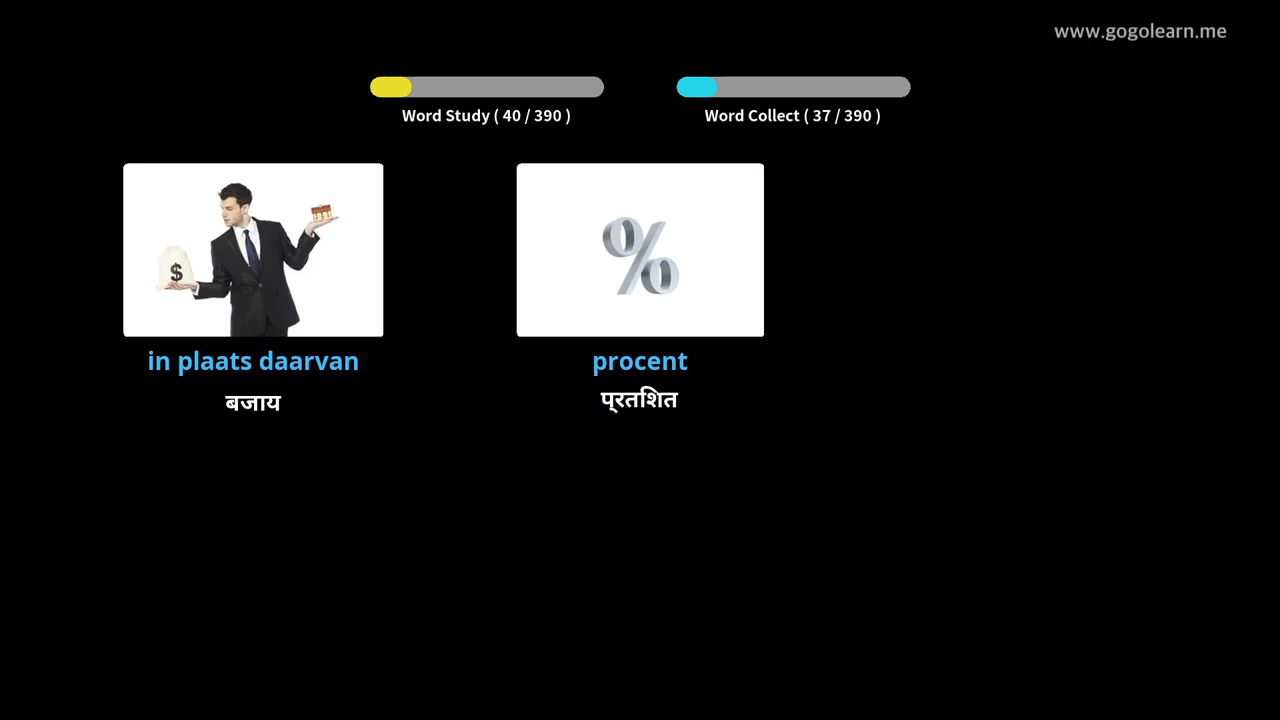 www.gogolearn.me
Word Study ( 40 / 390 )
Word Collect ( 37 / 390 )
$
%
in plaats daarvan
procent
बजाय
प्रतिशत